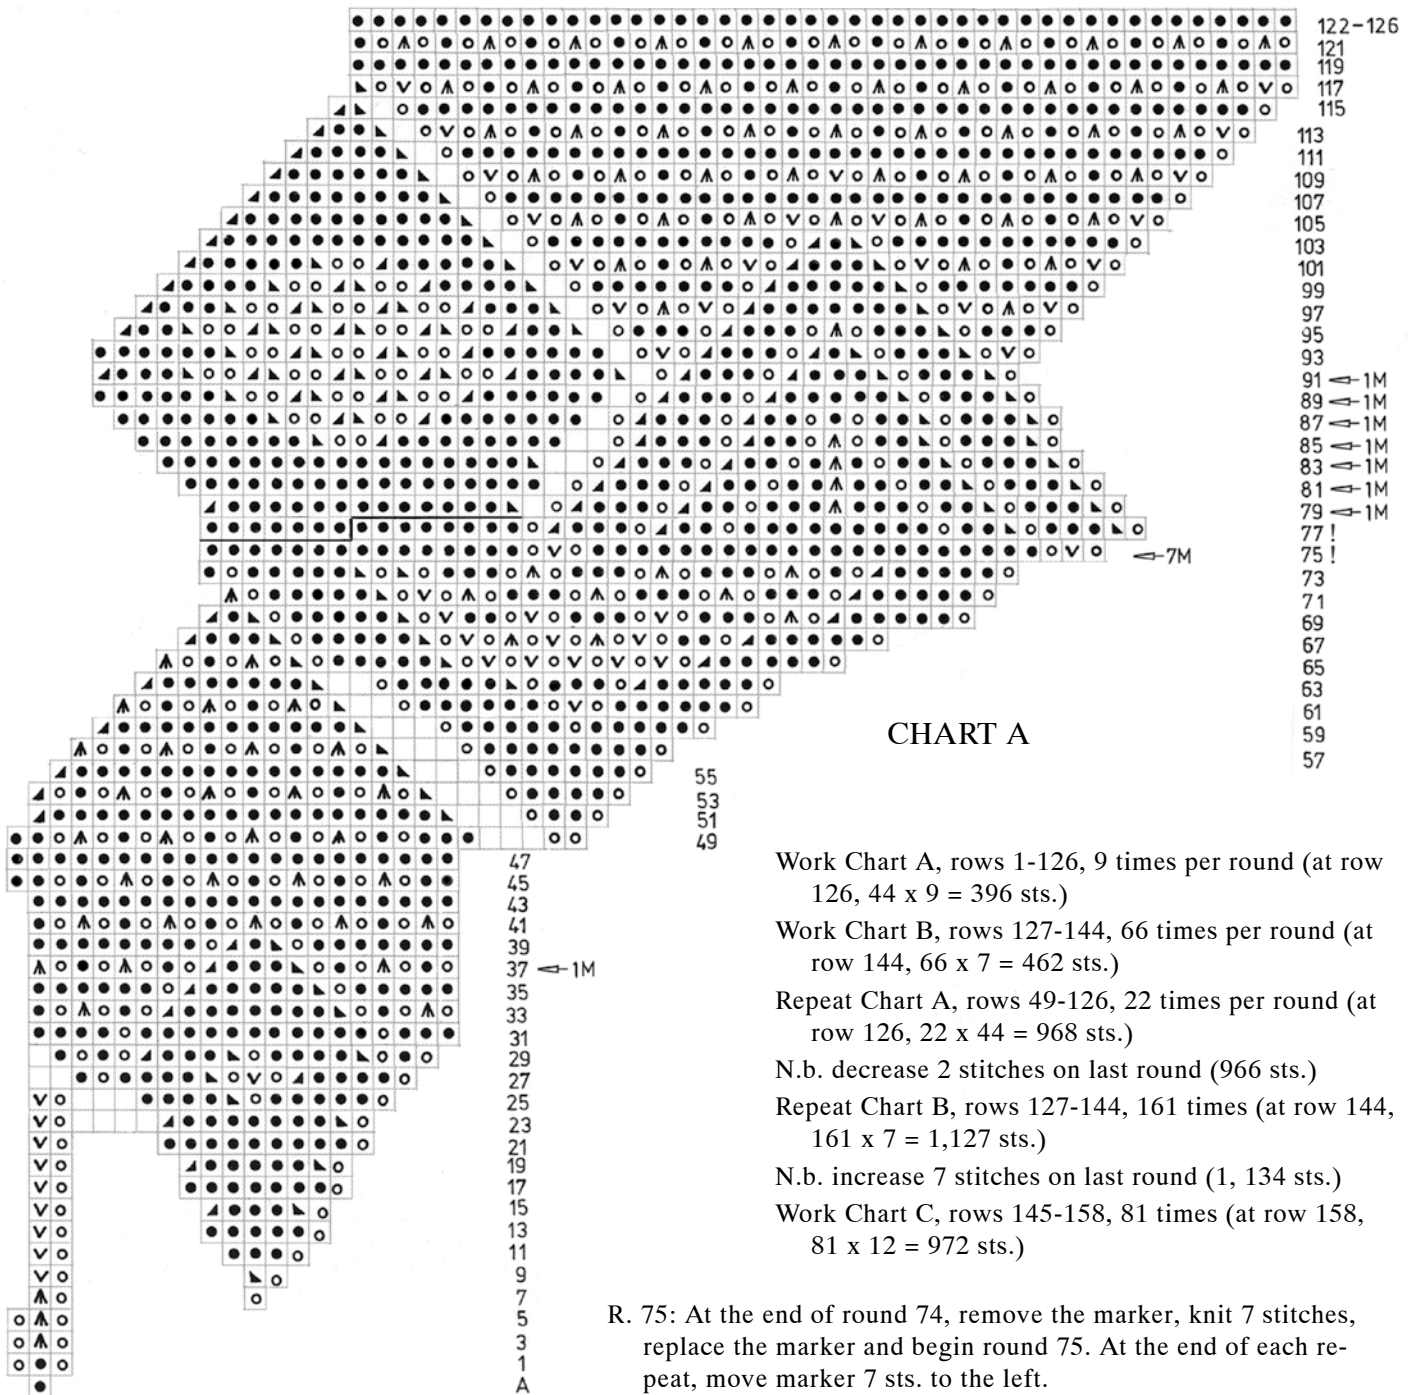 122-126
121
119
117
115
113
111
109
107
105
103
101
99
97
95
93
91 1M
89 1M
87 1M
85 1M
83 1M
81 1M
79 1M
77 !
75 !
7M
73
71
69
67
65
63
61
59
57
CHART A
55
53
51
49
47
45
43
41
39
37 1M
35
33
31
29
27
25
23
21
19
17
15
13
11
9
7
5
3
1
A
Work Chart A, rows 1-126, 9 times per round (at row
126, 44 x 9 = 396 sts.)
Work Chart B, rows 127-144, 66 times per round (at
row 144, 66 x 7 = 462 sts.)
Repeat Chart A, rows 49-126, 22 times per round (at
row 126, 22 x 44 = 968 sts.)
N.b. decrease 2 stitches on last round (966 sts.)
Repeat Chart B, rows 127-144, 161 times (at row 144,
161 x 7 = 1,127 sts.)
N.b. increase 7 stitches on last round (1, 134 sts.)
Work Chart C, rows 145-158, 81 times (at row 158,
81 x 12 = 972 sts.)
R. 75: At the end of round 74, remove the marker, knit 7 stitches,
replace the marker and begin round 75. At the end of each re-
peat, move marker 7 sts. to the left.